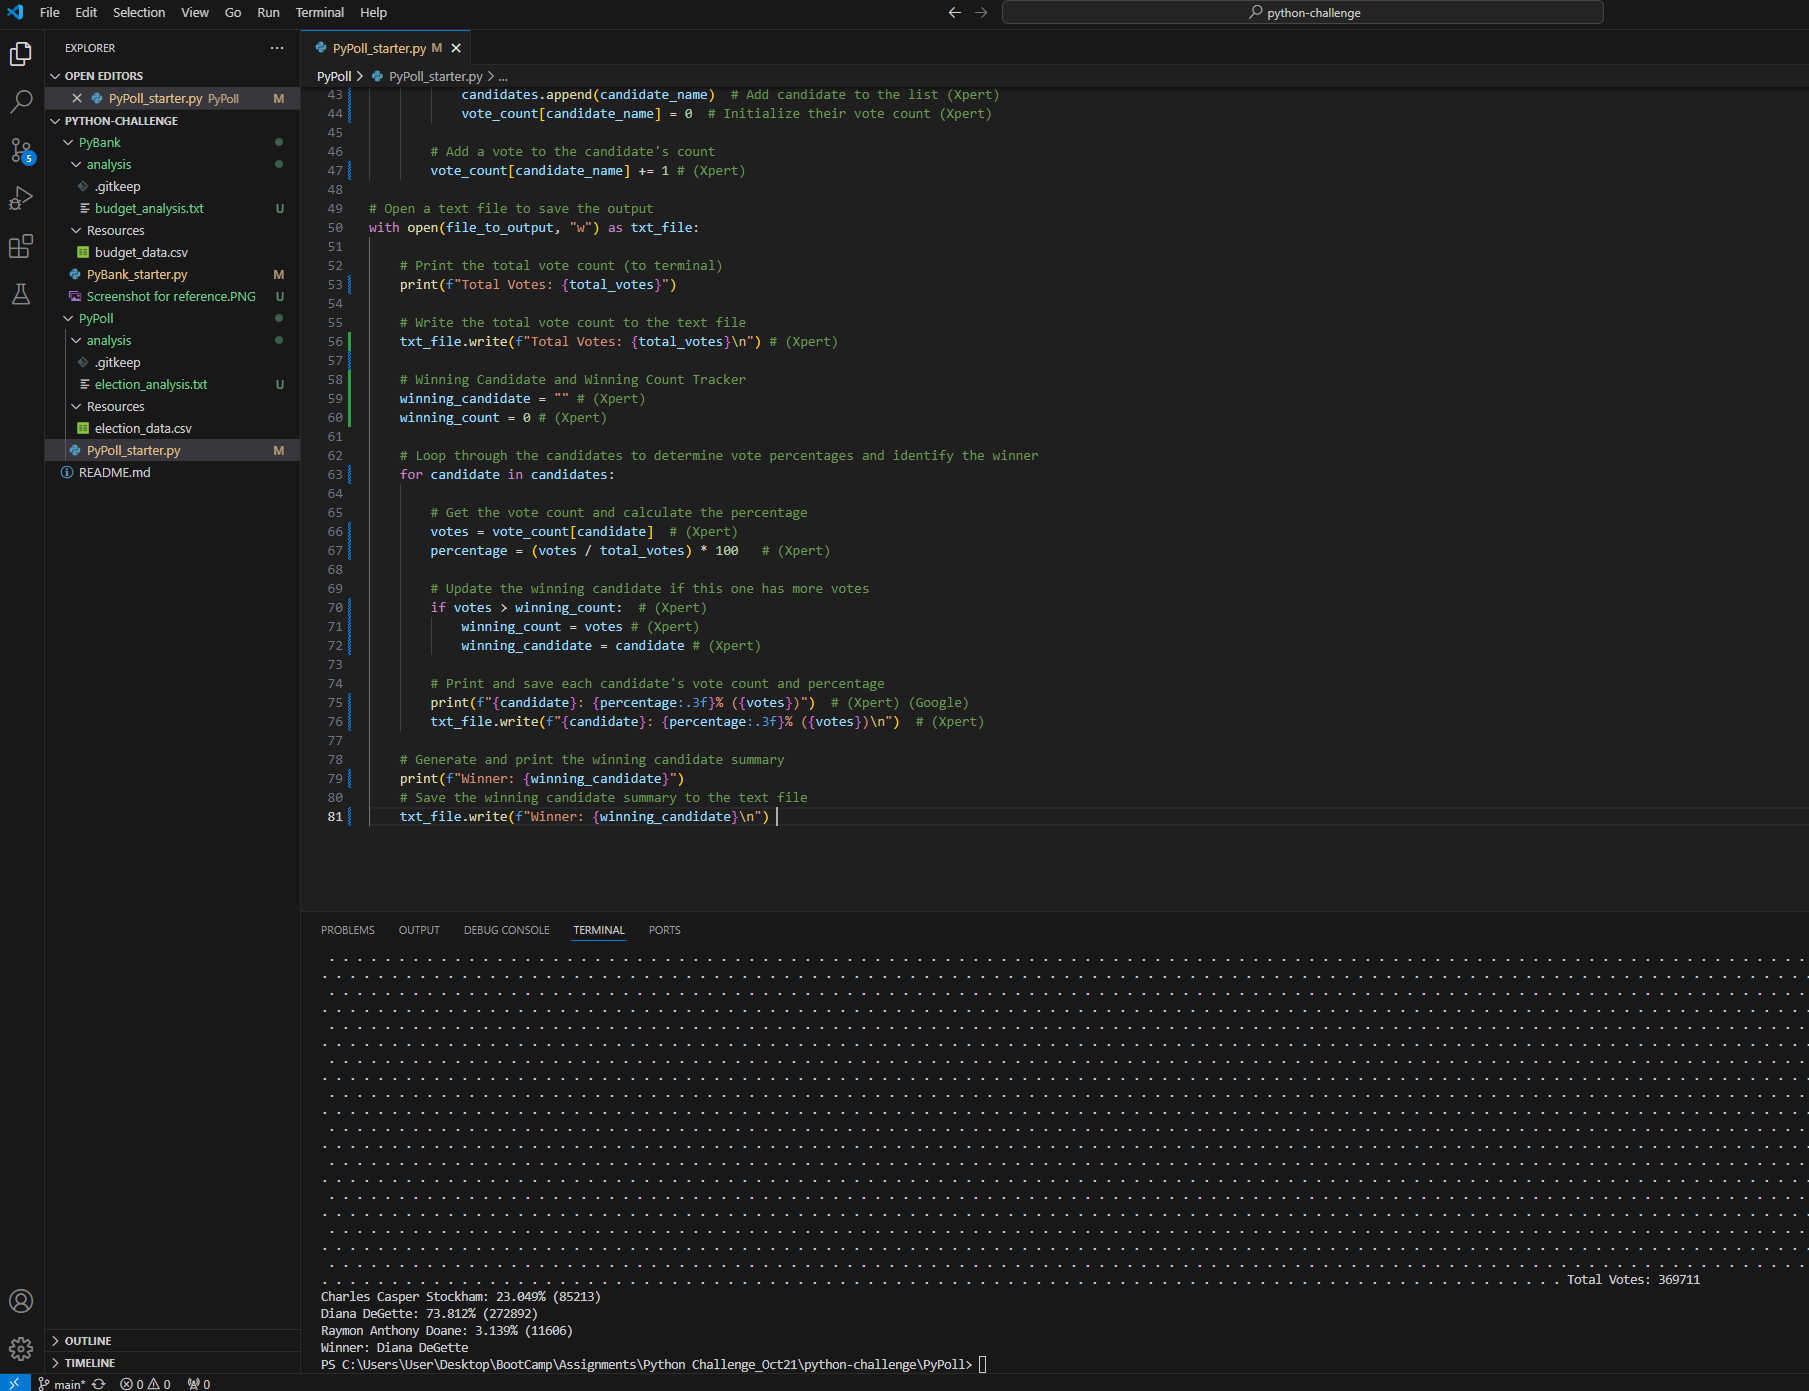 File Edit Selection View Go Run Terminal Help
python-challenge
EXPLORER
OPEN EDITORS
PyPoll_starter.py PyPoll M
PYTHON-CHALLENGE
PyBank
analysis
.gitkeep
budget_analysis.txt U
Resources
budget_data.csv
PyBank_starter.py M
Screenshot for reference.PNG U
PyPoll
analysis
.gitkeep
election_analysis.txt U
Resources
election_data.csv
PyPoll_starter.py M
README.md
OUTLINE
TIMELINE
5
PyPoll_starter.py M
PyPoll > PyPoll_starter.py > ...
43 candidates.append(candidate_name)  # Add candidate to the list (Xpert)
44 vote_count[candidate_name] = 0  # Initialize their vote count (Xpert)
45
46 # Add a vote to the candidate's count
47 vote_count[candidate_name] += 1 # (Xpert)
48
49 # Open a text file to save the output
50 with open(file_to_output, "w") as txt_file:
51
52 # Print the total vote count (to terminal)
53 print(f"Total Votes: {total_votes}")
54
55 # Write the total vote count to the text file
56 txt_file.write(f"Total Votes: {total_votes}\n") # (Xpert)
57
58 # Winning Candidate and Winning Count Tracker
59 winning_candidate = "" # (Xpert)
60 winning_count = 0 # (Xpert)
61
62 # Loop through the candidates to determine vote percentages and identify the winner
63 for candidate in candidates:
64
65 # Get the vote count and calculate the percentage
66 votes = vote_count[candidate]  # (Xpert)
67 percentage = (votes / total_votes) * 100   # (Xpert)
68
69 # Update the winning candidate if this one has more votes
70 if votes > winning_count:  # (Xpert)
71 winning_count = votes # (Xpert)
72 winning_candidate = candidate # (Xpert)
73
74 # Print and save each candidate's vote count and percentage
75 print(f"{candidate}: {percentage:.3f}% ({votes})")  # (Xpert) (Google)
76 txt_file.write(f"{candidate}: {percentage:.3f}% ({votes})\n")  # (Xpert)
77
78 # Generate and print the winning candidate summary
79 print(f"Winner: {winning_candidate}")
80 # Save the winning candidate summary to the text file
81 txt_file.write(f"Winner: {winning_candidate}\n")
PROBLEMS OUTPUT DEBUG CONSOLE TERMINAL PORTS
Total Votes: 369711
Charles Casper Stockham: 23.049% (85213)
Diana DeGette: 73.812% (272892)
Raymon Anthony Doane: 3.139% (11606)
Winner: Diana DeGette
PS C:\Users\User\Desktop\BootCamp\Assignments\Python Challenge_Oct21\python-challenge\PyPoll>
main* 0 0 0